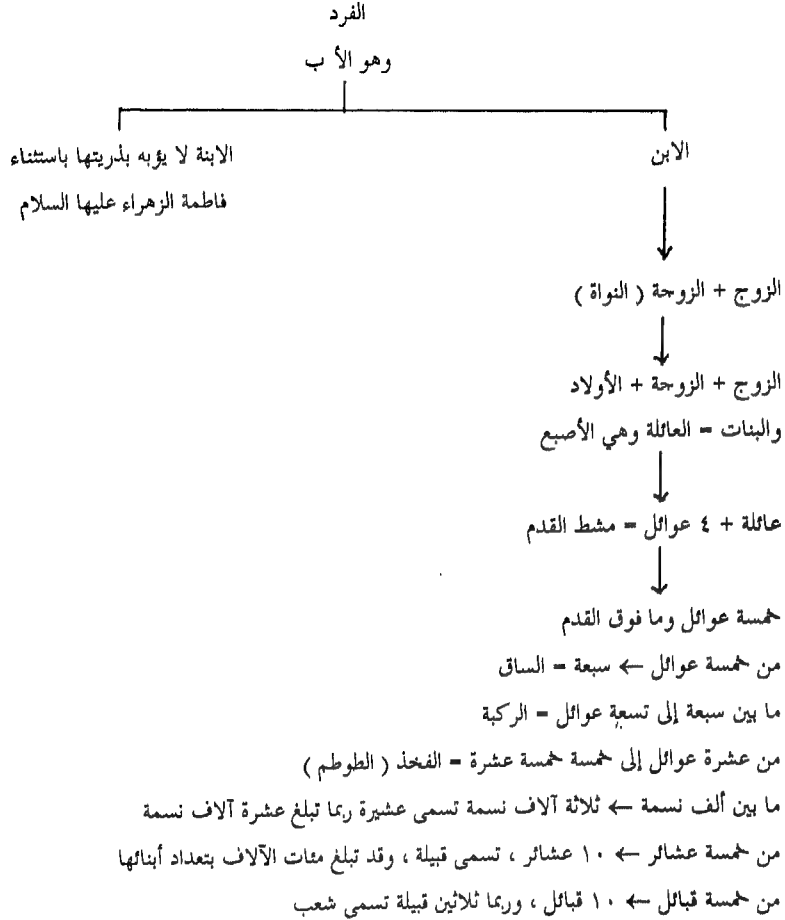 الفرد
وهو الأ ب
الابن
الابنة لا يؤبه بذريتها باستثناء
فاطمة الزهراء عليها السلام
الزوج + الزوجة ( النواة )
الزوج + الزوجة + الأولاد
والبنات = العائلة وهي الأصبع
عائلة + ٤ عوائل = مشط القدم
خمسة عوائل وما فوق القدم
من خمسة عوائل ← سبعة = الساق
ما بين سبعة إلى تسعة عوائل = الركبة
من عشرة عوائل إلى خمسة خمسة عشرة = الفخذ ( الطوطم )
ما بين ألف نسمة ← ثلاثة آلاف نسمة تسمى عشيرة ربما تبلغ عشرة آلاف نسمة
من خمسة عشائر ← ١٠ عشائر ، تسمى قبيلة ، وقد تبلغ مئات الآلاف بتعداد أبنائها
من خمسة قبائل ← ١٠ قبائل ، وربما ثلاثين قبيلة تسمى شعب